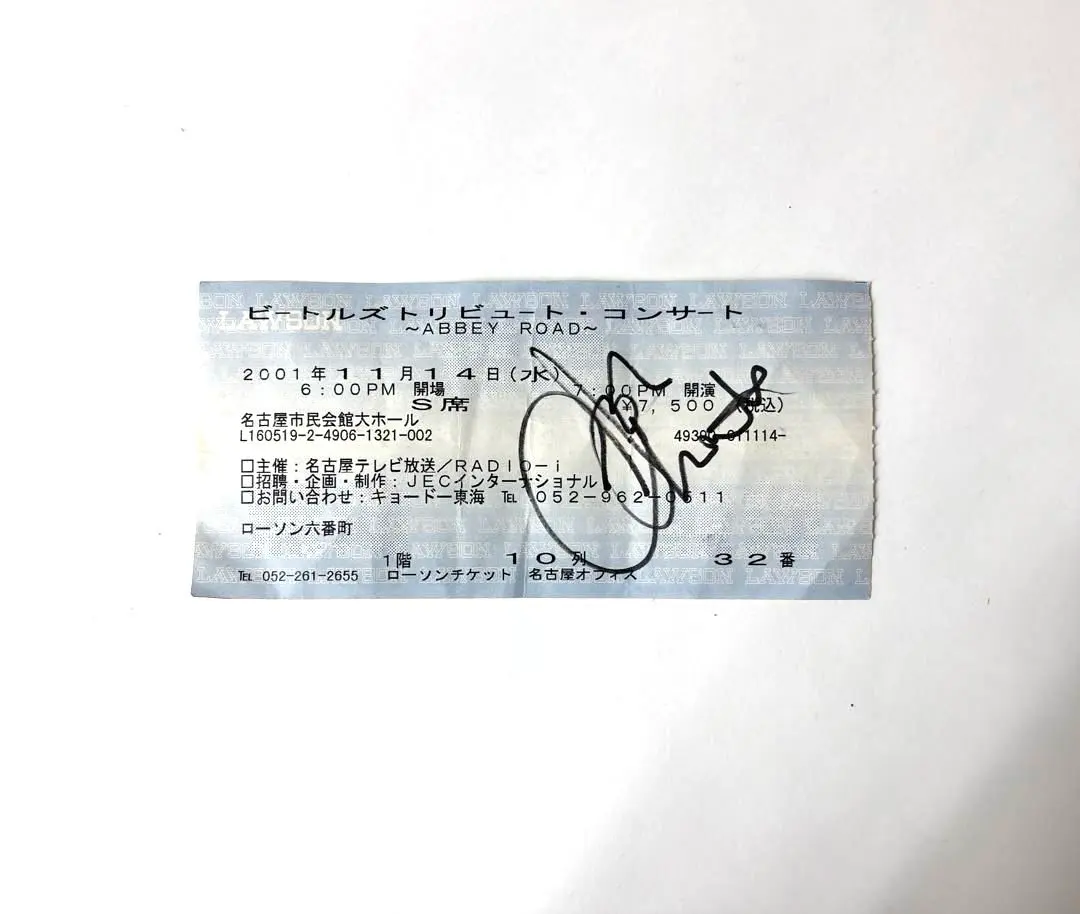 ビートルズトリビュート・コンサート
～ABBEY ROAD～
2001年11月14日(水)
6:00PM 開場 7:00PM 開演
S席 ¥7,500 (税込)
名古屋市民会館大ホール
L160519-2-4906-1321-002
□主催：名古屋テレビ放送／RADIO-i
□招聘・企画・制作：JECインターナショナル
□お問い合わせ：キョードー東海 TEL 052-962-0511
ローソン六番町
1階 10列 32番
TEL 052-261-2655 ローソンチケット 名古屋オフィス
LAWSON